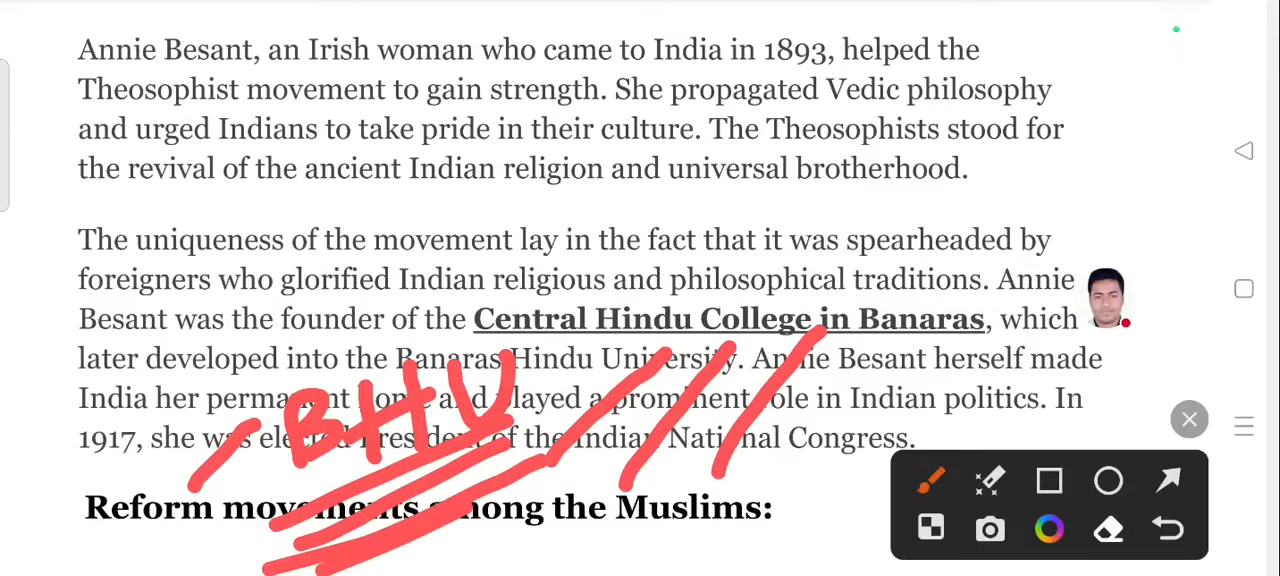 Annie Besant, an Irish woman who came to India in 1893, helped the
Theosophist movement to gain strength. She propagated Vedic philosophy
and urged Indians to take pride in their culture. The Theosophists stood for
the revival of the ancient Indian religion and universal brotherhood.
The uniqueness of the movement lay in the fact that it was spearheaded by
foreigners who glorified Indian religious and philosophical traditions. Annie
Besant was the founder of the Central Hindu College in Banaras, which
later developed into the Banaras Hindu University. Annie Besant herself made
India her permanent home and played a prominent role in Indian politics. In
1917, she was elected President of the Indian National Congress.
BHU
Reform movements among the Muslims: